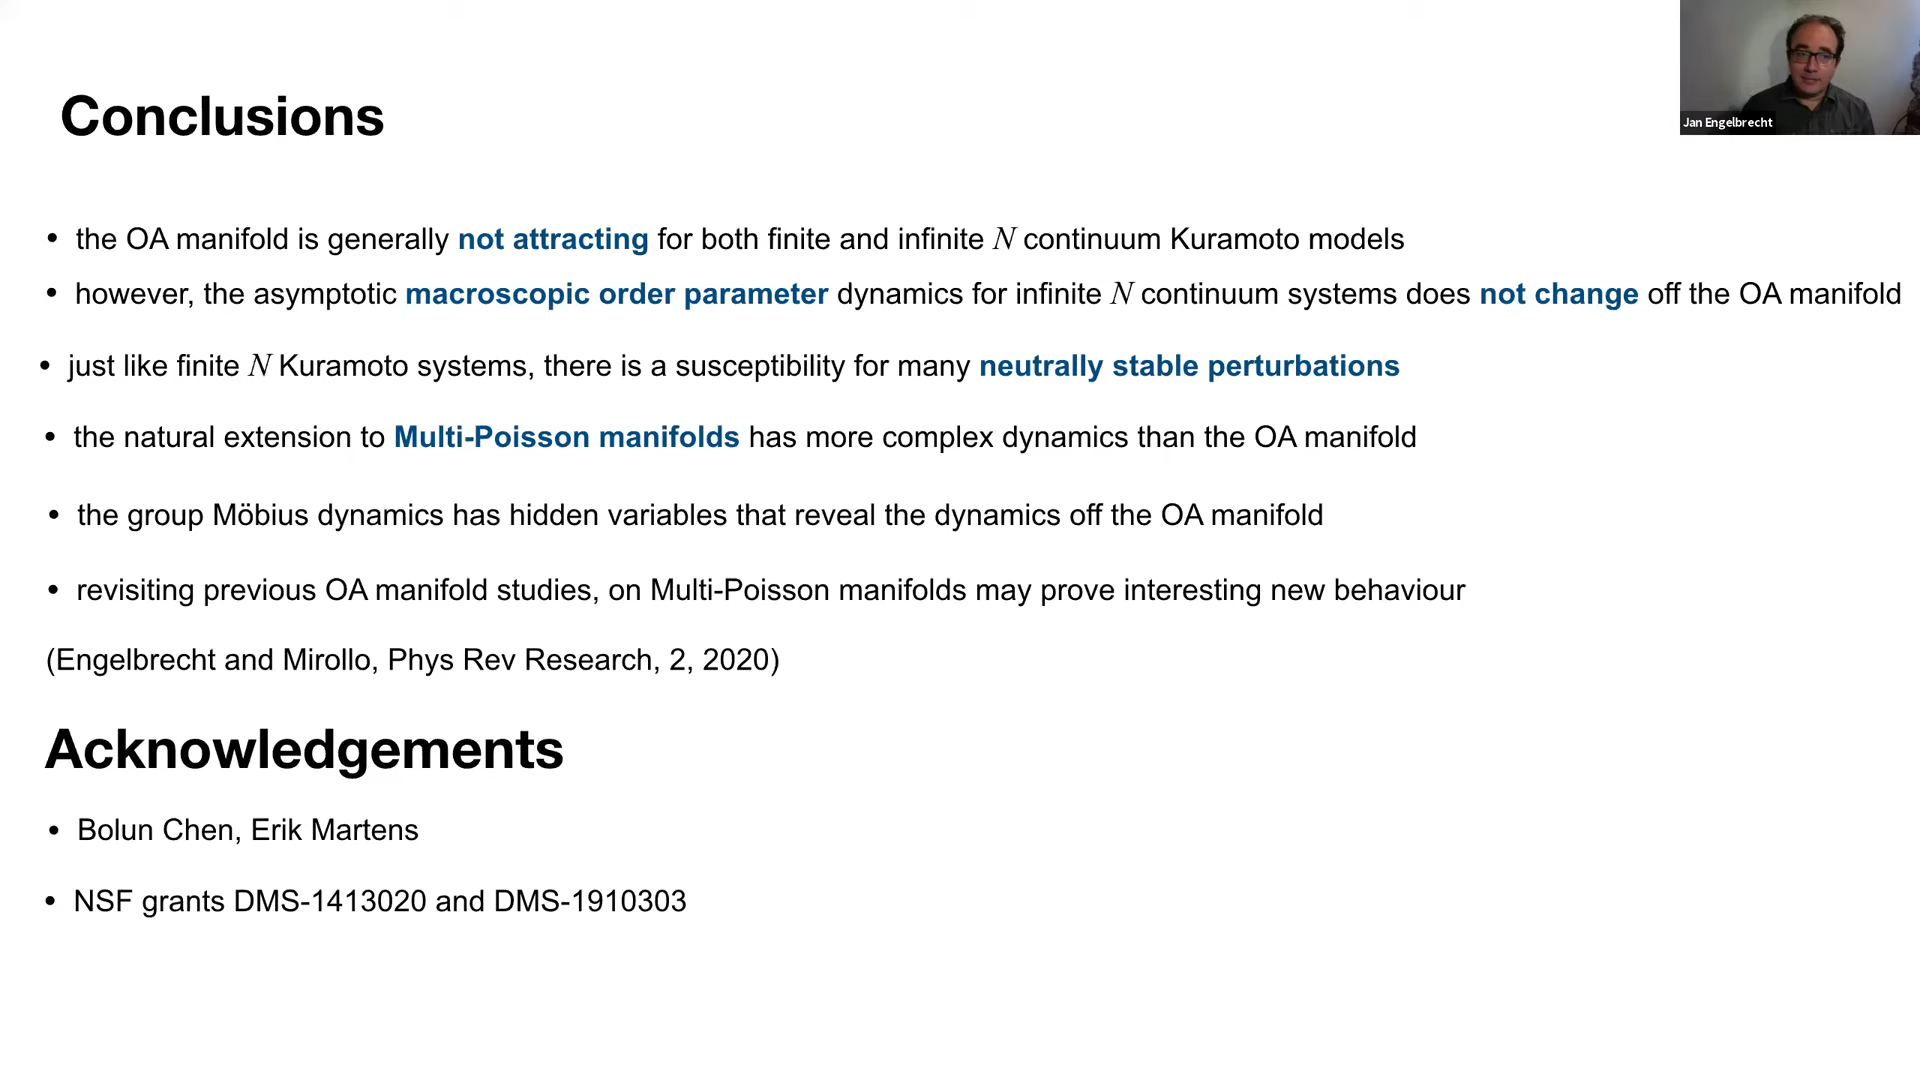 Jan Engelbrecht
Conclusions
• the OA manifold is generally not attracting for both finite and infinite N continuum Kuramoto models
• however, the asymptotic macroscopic order parameter dynamics for infinite N continuum systems does not change off the OA manifold
• just like finite N Kuramoto systems, there is a susceptibility for many neutrally stable perturbations
• the natural extension to Multi-Poisson manifolds has more complex dynamics than the OA manifold
• the group Möbius dynamics has hidden variables that reveal the dynamics off the OA manifold
• revisiting previous OA manifold studies, on Multi-Poisson manifolds may prove interesting new behaviour
(Engelbrecht and Mirollo, Phys Rev Research, 2, 2020)
Acknowledgements
• Bolun Chen, Erik Martens
• NSF grants DMS-1413020 and DMS-1910303